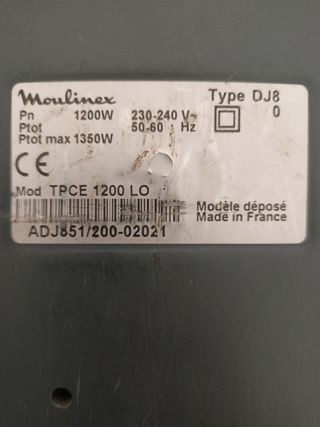 Moulinex Type DJ8
Pn 1200W 230-240 V~ 0
Ptot 50-60 Hz
Ptot max 1350W
CE
Mod TPCE 1200 LO
Modèle déposé
Made in France
ADJ851/200-02021